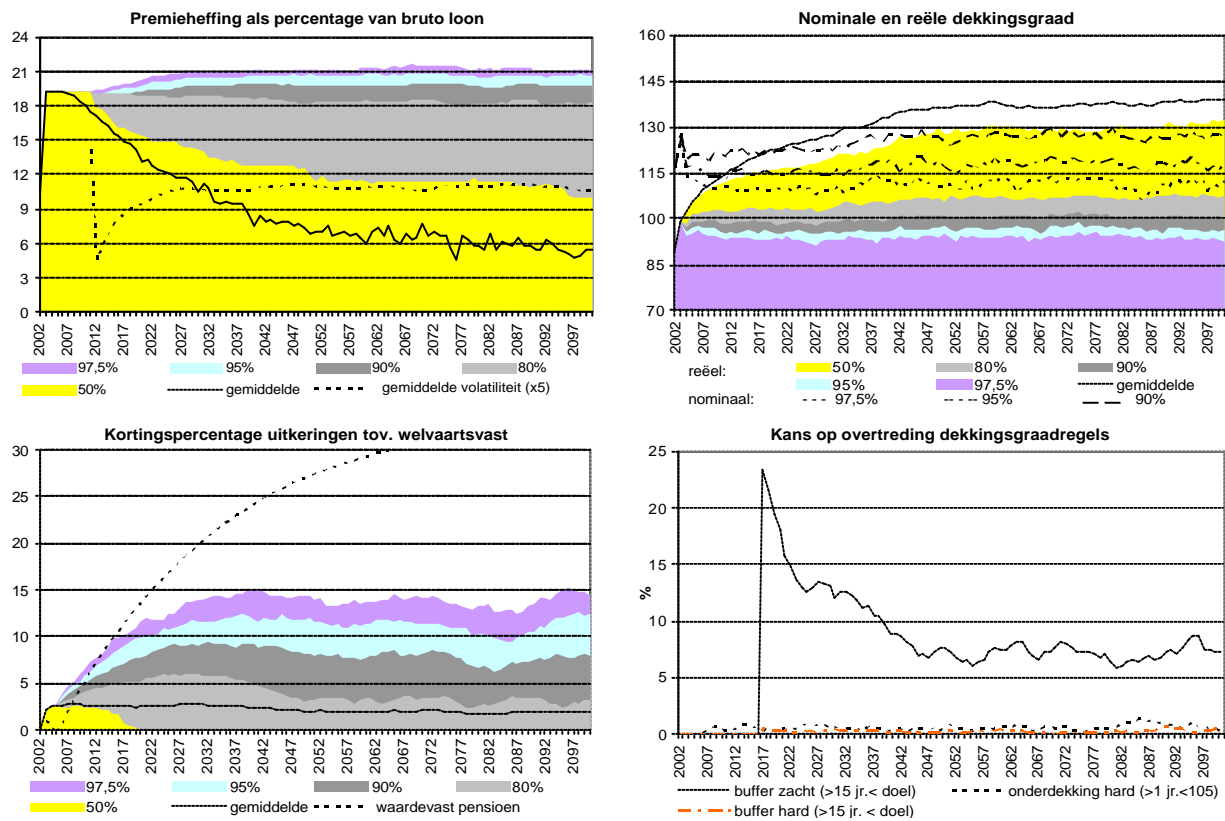 Premieheffing als percentage van bruto loon
24
21
18
15
12
9
6
3
0
2002 2007 2012 2017 2022 2027 2032 2037 2042 2047 2052 2057 2062 2067 2072 2077 2082 2087 2092 2097
97,5% 95% 90% 80%
50% gemiddelde gemiddelde volatiliteit (x5)
Nominale en reële dekkingsgraad
160
145
130
115
100
85
70
2002 2007 2012 2017 2022 2027 2032 2037 2042 2047 2052 2057 2062 2067 2072 2077 2082 2087 2092 2097
reëel: 50% 80% 90%
95% 97,5% gemiddelde
nominaal: 97,5% 95% 90%
Kortingspercentage uitkeringen tov. welvaartsvast
30
25
20
15
10
5
0
2002 2007 2012 2017 2022 2027 2032 2037 2042 2047 2052 2057 2062 2067 2072 2077 2082 2087 2092 2097
97,5% 95% 90% 80%
50% gemiddelde waardevast pensioen
Kans op overtreding dekkingsgraadregels
25
20
15
10
5
0
%
2002 2007 2012 2017 2022 2027 2032 2037 2042 2047 2052 2057 2062 2067 2072 2077 2082 2087 2092 2097
buffer zacht (>15 jr.< doel) onderdekking hard (>1 jr.<105)
buffer hard (>15 jr. < doel)